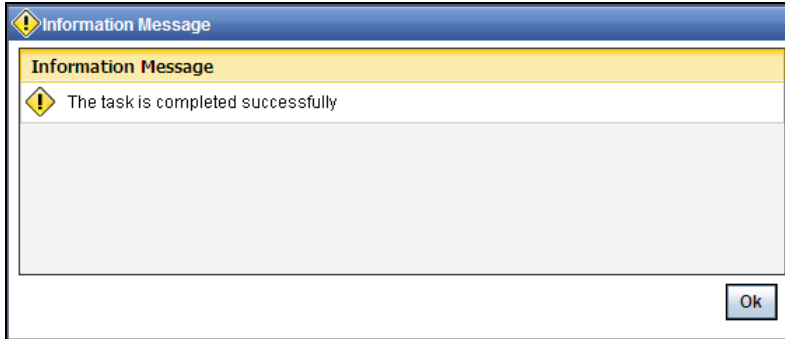 Information Message
Information Message
The task is completed successfully
Ok